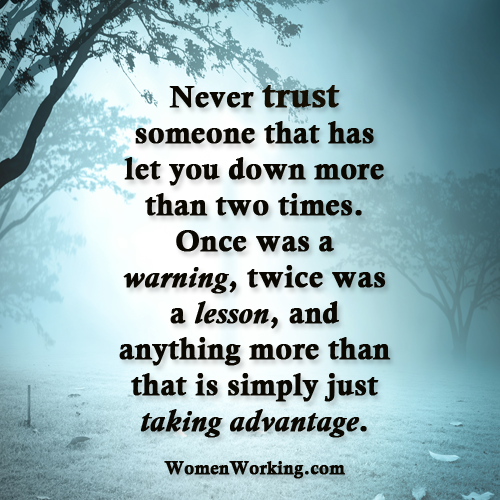 Never trust
someone that has
let you down more
than two times.
Once was a
warning, twice was
a lesson, and
anything more than
that is simply just
taking advantage.
WomenWorking.com